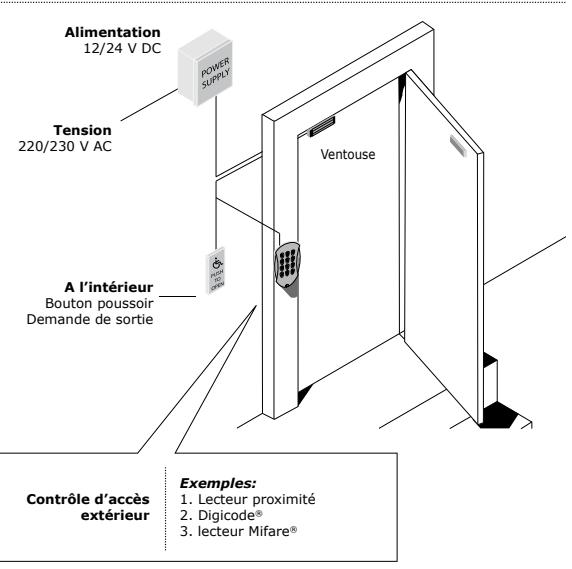 Alimentation
12/24 V DC
POWER
SUPPLY
Tension
220/230 V AC
Ventouse
PUSH
TO
OPEN
A l’intérieur
Bouton poussoir
Demande de sortie
Contrôle d’accès
extérieur
Exemples:
1. Lecteur proximité
2. Digicode®
3. lecteur Mifare®